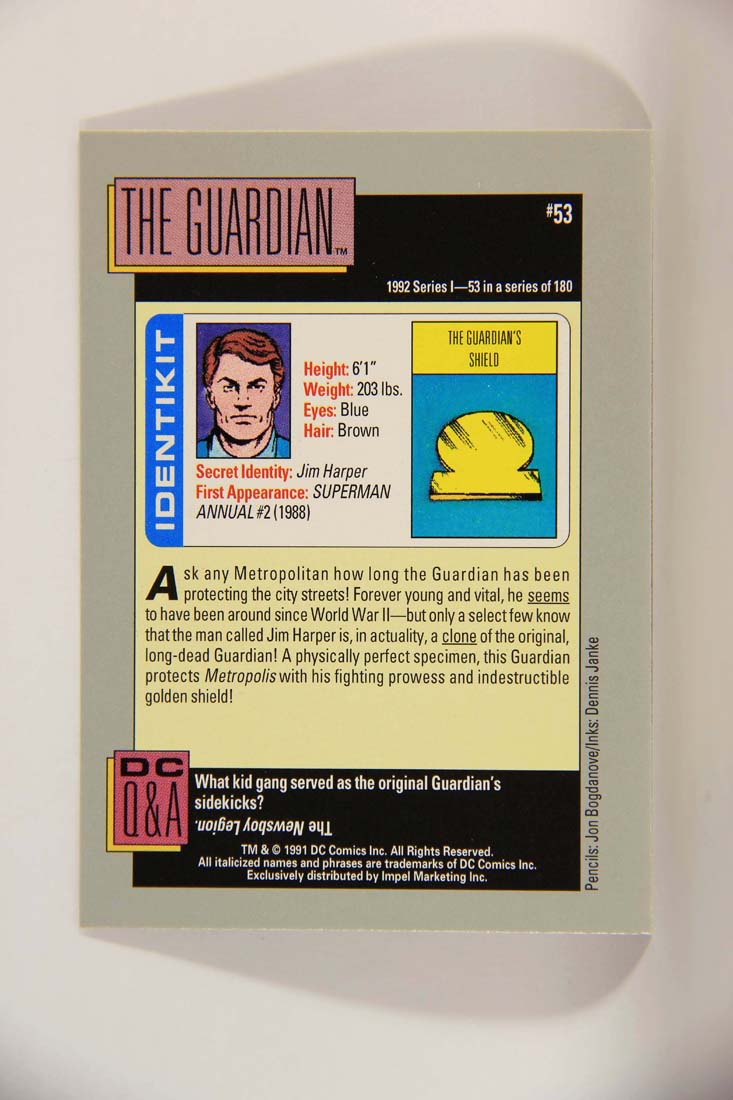 THE GUARDIAN™
#53
1992 Series I—53 in a series of 180
IDENTIKIT
Height: 6'1"
Weight: 203 lbs.
Eyes: Blue
Hair: Brown
Secret Identity: Jim Harper
First Appearance: SUPERMAN
ANNUAL #2 (1988)
THE GUARDIAN'S
SHIELD
Ask any Metropolitan how long the Guardian has been
protecting the city streets! Forever young and vital, he seems
to have been around since World War II—but only a select few know
that the man called Jim Harper is, in actuality, a clone of the original,
long-dead Guardian! A physically perfect specimen, this Guardian
protects Metropolis with his fighting prowess and indestructible
golden shield!
DC
Q&A
What kid gang served as the original Guardian's
sidekicks?
The Newsboy Legion.
TM & © 1991 DC Comics Inc. All Rights Reserved.
All italicized names and phrases are trademarks of DC Comics Inc.
Exclusively distributed by Impel Marketing Inc.
Pencils: Jon Bogdanove/Inks: Dennis Janke